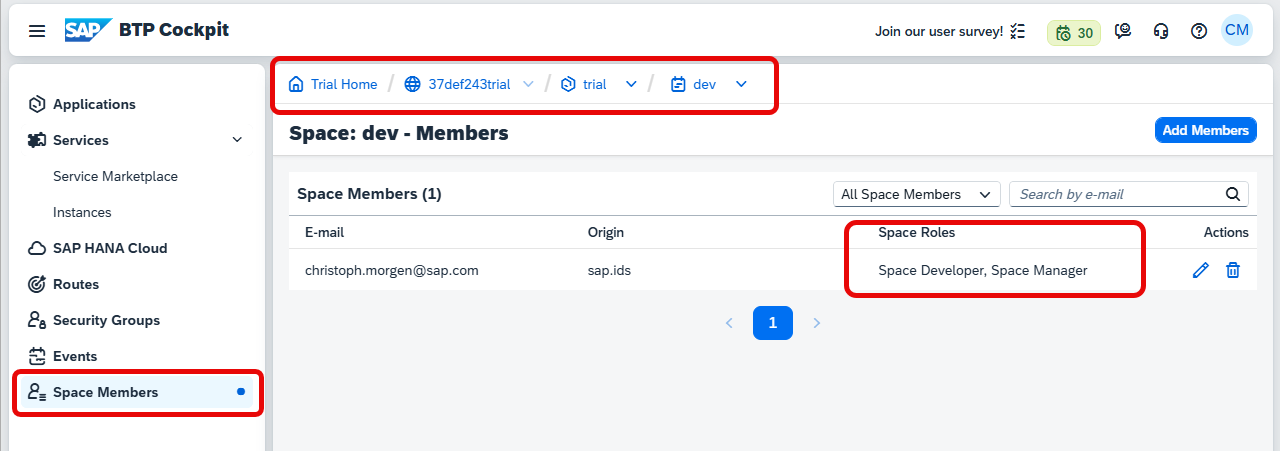 SAP BTP Cockpit
Join our user survey! 30 CM
Applications
Services
Service Marketplace
Instances
SAP HANA Cloud
Routes
Security Groups
Events
Space Members
Trial Home / 37def243trial / trial / dev
Space: dev - Members
Add Members
Space Members (1)
All Space Members
Search by e-mail
E-mail Origin Space Roles Actions
christoph.morgen@sap.com sap.ids Space Developer, Space Manager
1